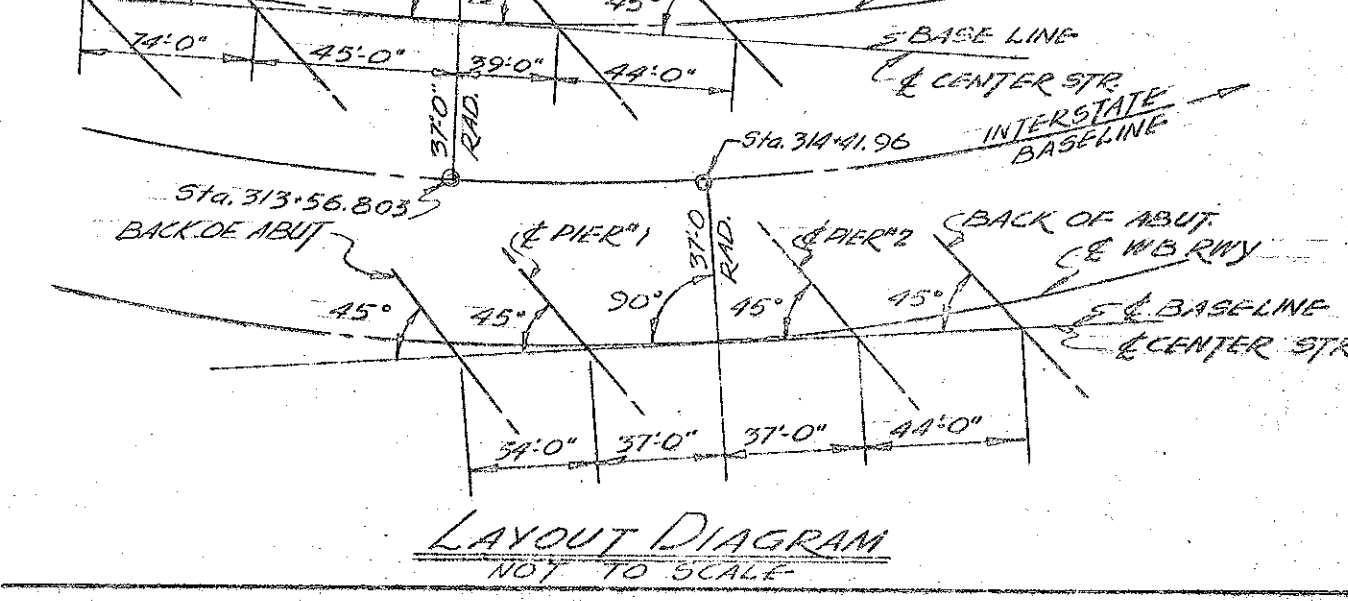 45°
74'-0"
45'-0"
39'-0"
44'-0"
BASE LINE
℄ CENTER STR.
37'-0"
RAD.
INTERSTATE
BASELINE
Sta. 314+41.96
Sta. 313+56.803
BACK OF ABUT
℄ PIER #1
37'-0
RAD.
℄ PIER #2
BACK OF ABUT.
℄ WB RWY
45°
45°
90°
45°
45°
℄ BASELINE
℄ CENTER STR
37'-0"
37'-0"
44'-0"
LAYOUT DIAGRAM
NOT TO SCALE